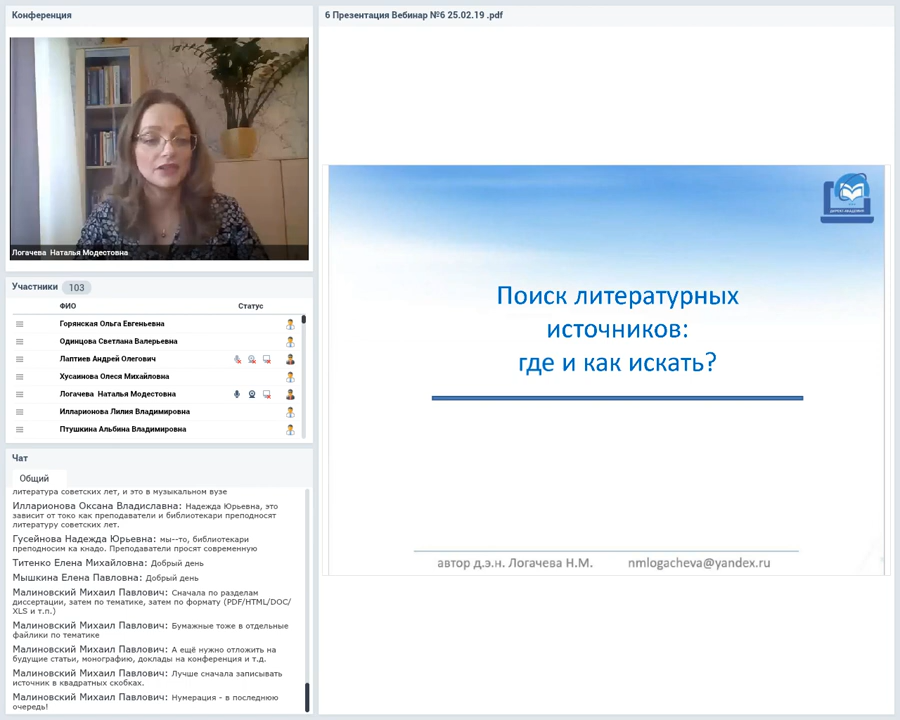 Конференция
Логачева  Наталья Модестовна
Участники 103
ФИО Статус
Горянская Ольга Евгеньевна
Одинцова Светлана Валерьевна
Лаптиев Андрей Олегович
Хусаинова Олеся Михайловна
Логачева  Наталья Модестовна
Илларионова Лилия Владимировна
Птушкина Альбина Владимировна
Чат
Общий
литература советских лет, и это в музыкальном вузе
Илларионова Оксана Владиславна: Надежда Юрьевна, это
зависит от токо как преподаватели и библиотекари преподносят
литературу советских лет.
Гусейнова Надежда Юрьевна: мы--то, библиотекари
преподносим ка кнадо. Преподаватели просят современную
Титенко Елена Михайловна: Добрый день
Мышкина Елена Павловна: Добрый день
Малиновский Михаил Павлович: Сначала по разделам
диссертации, затем по тематике, затем по формату (PDF/HTML/DOC/
XLS и т.п.)
Малиновский Михаил Павлович: Бумажные тоже в отдельные
файлики по тематике
Малиновский Михаил Павлович: А ещё нужно отложить на
будущие статьи, монографию, доклады на конференция и т.д.
Малиновский Михаил Павлович: Лучше сначала записывать
источник в квадратных скобках.
Малиновский Михаил Павлович: Нумерация - в последнюю
очередь!
6 Презентация Вебинар №6 25.02.19 .pdf
Поиск литературных
источников:
где и как искать?
автор д.э.н. Логачева Н.М. nmlogacheva@yandex.ru